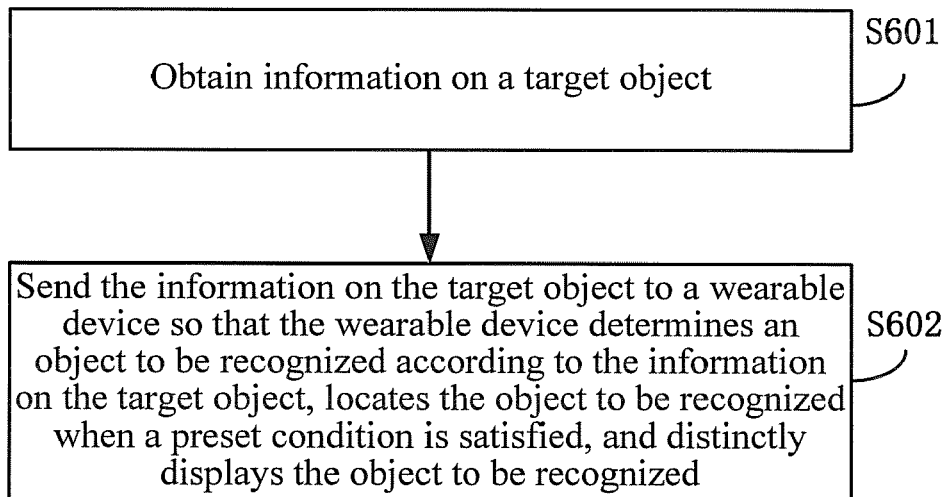 S601
Obtain information on a target object
Send the information on the target object to a wearable
device so that the wearable device determines an
object to be recognized according to the information
on the target object, locates the object to be recognized
when a preset condition is satisfied, and distinctly
displays the object to be recognized
S602